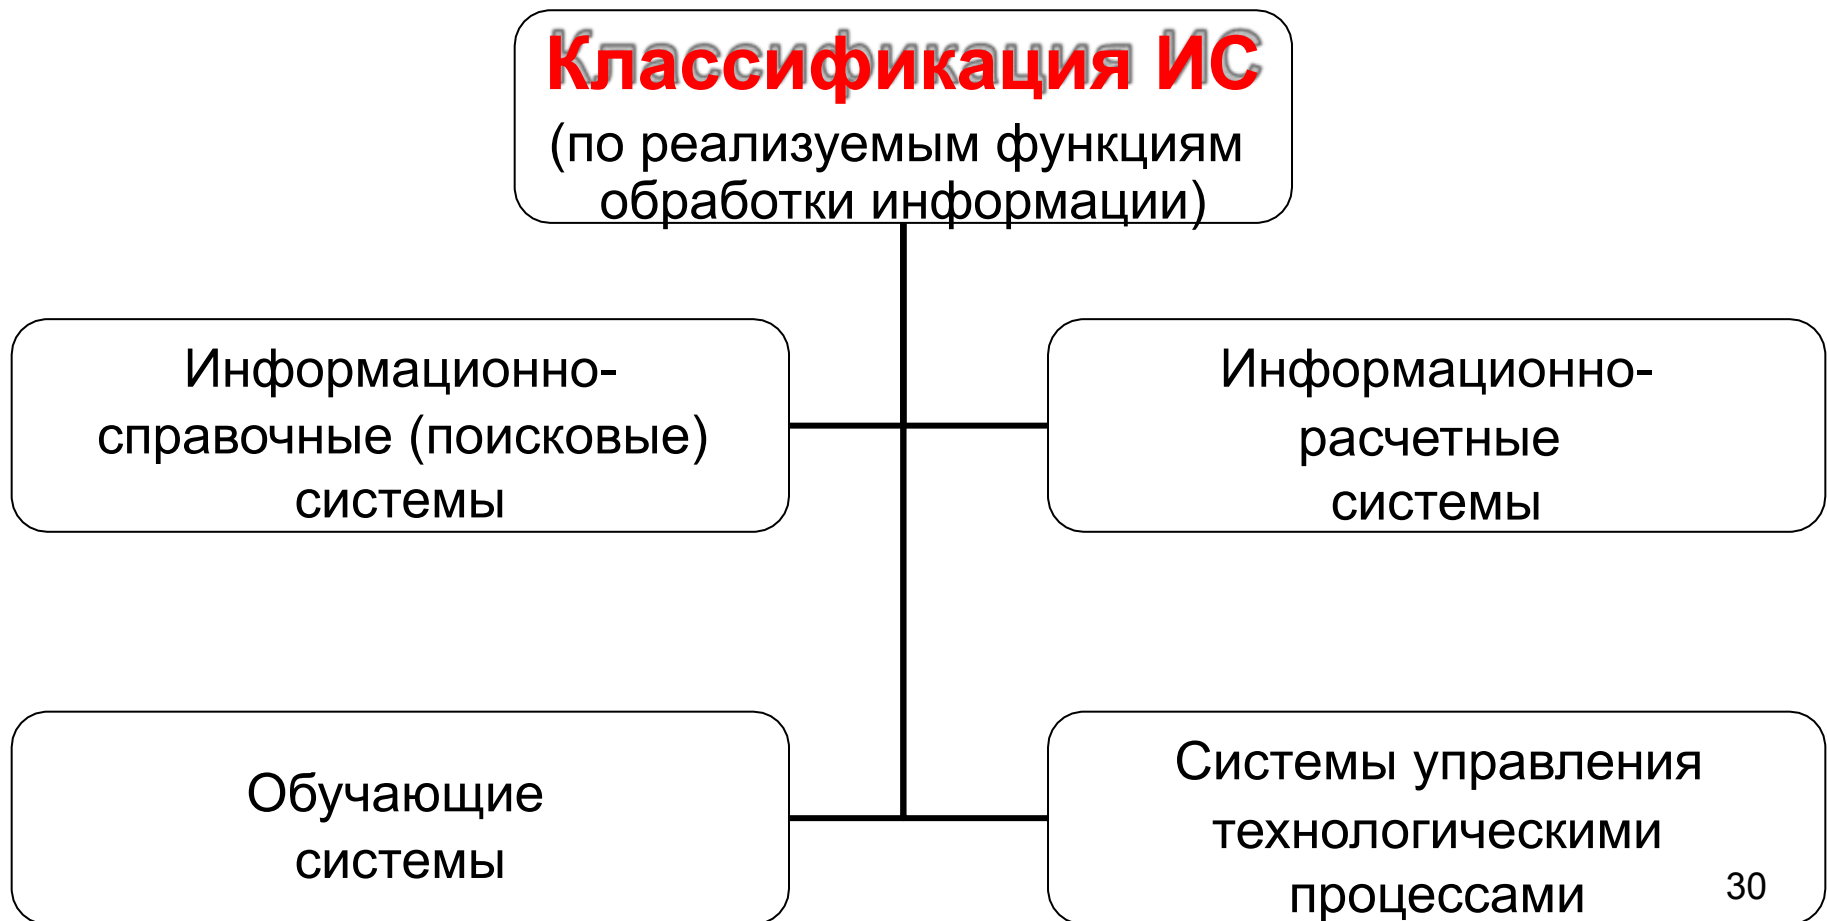 Классификация ИС
(по реализуемым функциям
обработки информации)
Информационно-
справочные (поисковые)
системы
Информационно-
расчетные
системы
Обучающие
системы
Системы управления
технологическими
процессами
30